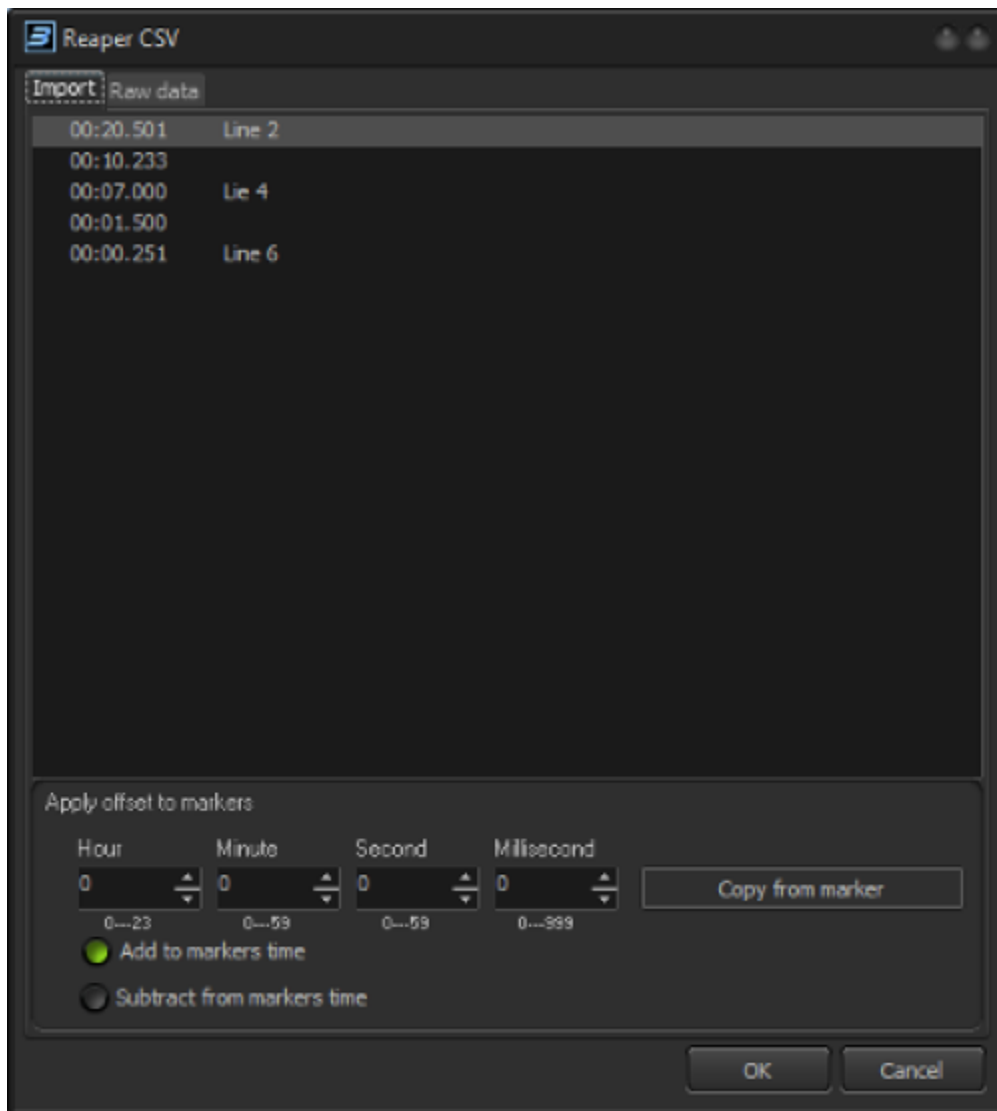 Reaper CSV
Import Raw data
00:20.501 Line 2
00:10.233
00:07.000 Lie 4
00:01.500
00:00.251 Line 6
Apply offset to markers
Hour Minute Second Millisecond
0 0 0 0 Copy from marker
0---23 0---59 0---59 0---999
Add to markers time
Subtract from markers time
OK Cancel